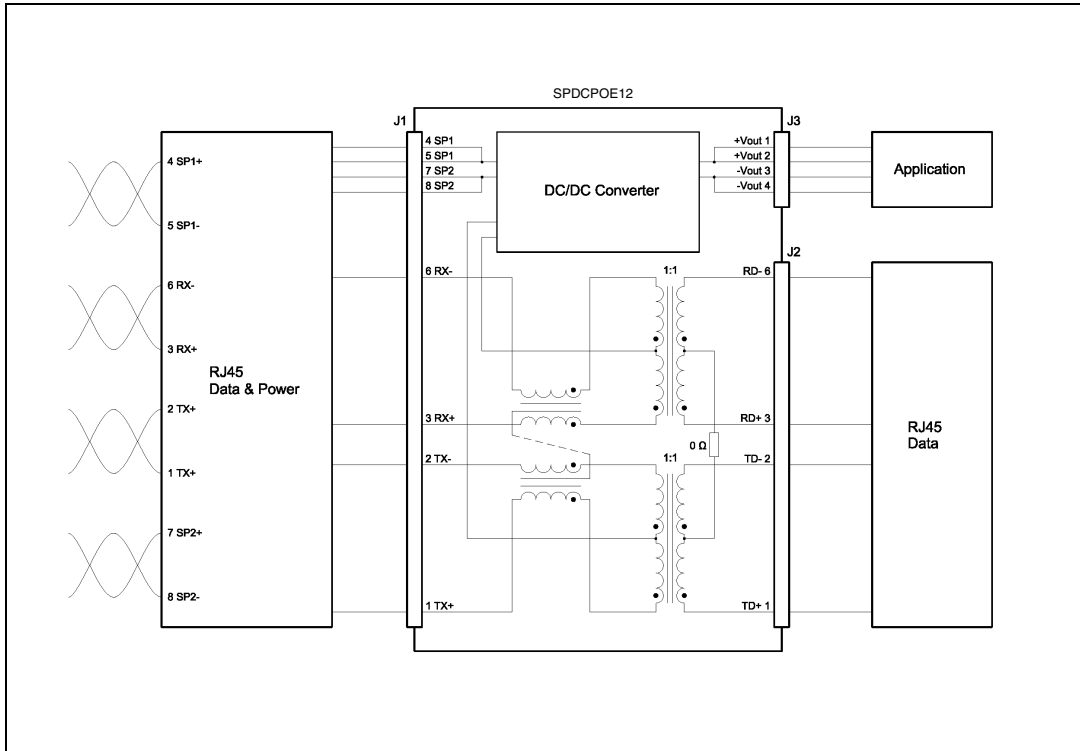 SPDCPOE12
J1
J3
4 SP1
5 SP1
7 SP2
8 SP2
+Vout 1
+Vout 2
-Vout 3
-Vout 4
DC/DC Converter
Application
4 SP1+
5 SP1-
6 RX-
3 RX+
2 TX+
1 TX+
7 SP2+
8 SP2-
RJ45
Data & Power
J2
6 RX-
1:1
RD- 6
3 RX+
RD+ 3
0 Ω
2 TX-
1:1
TD- 2
1 TX+
TD+ 1
RJ45
Data